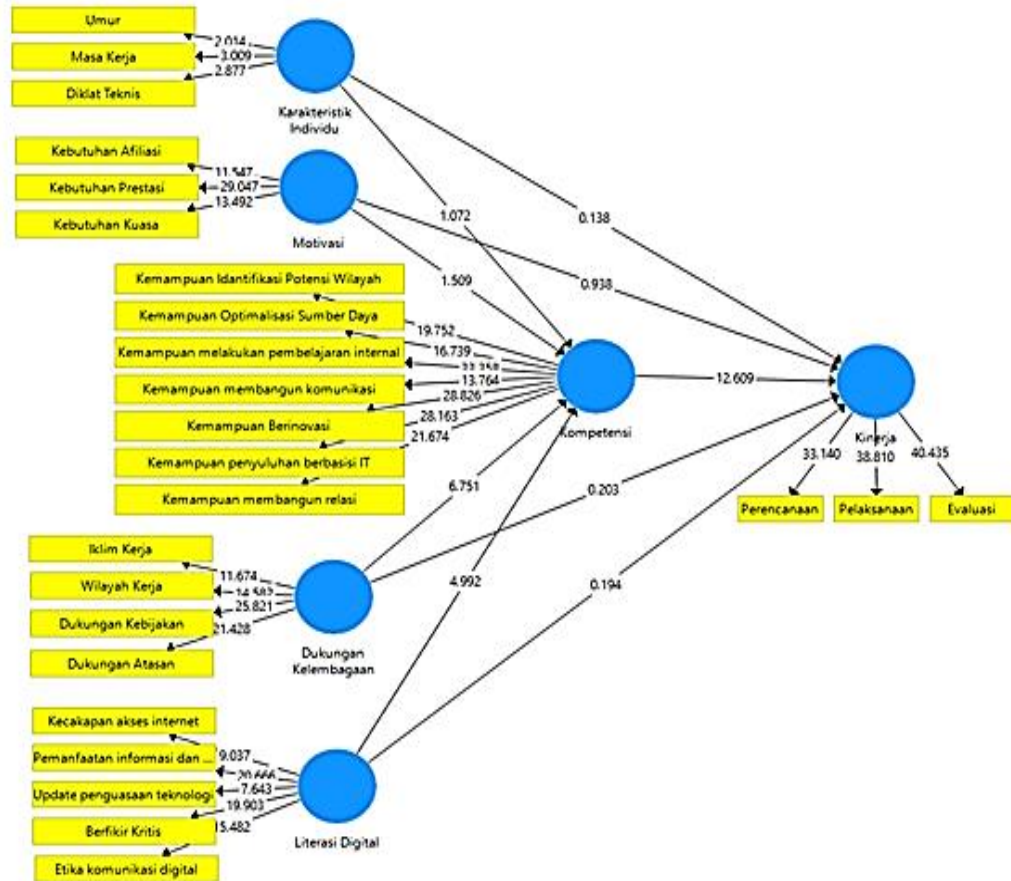 Umur
Masa Kerja
Diklat Teknis
2.014
3.009
2.877
Karakteristik
Individu
Kebutuhan Afiliasi
Kebutuhan Prestasi
Kebutuhan Kuasa
11.547
29.047
13.492
Motivasi
1.072
1.509
0.138
0.938
Kemampuan Idantifikasi Potensi Wilayah
Kemampuan Optimalisasi Sumber Daya
Kemampuan melakukan pembelajaran internal
Kemampuan membangun komunikasi
Kemampuan Berinovasi
Kemampuan penyuluhan berbasisi IT
Kemampuan membangun relasi
19.752
16.739
13.764
28.826
28.163
21.674
Kompetensi
12.609
Kinerja
33.140
38.810
40.435
Perencanaan
Pelaksanaan
Evaluasi
6.751
0.203
4.992
0.194
Iklim Kerja
Wilayah Kerja
Dukungan Kebijakan
Dukungan Atasan
11.674
25.821
21.428
Dukungan
Kelembagaan
Kecakapan akses internet
Pemanfaatan informasi dan ...
Update penguasaan teknologi
Berfikir Kritis
Etika komunikasi digital
9.037
20.666
7.643
19.903
15.482
Literasi Digital